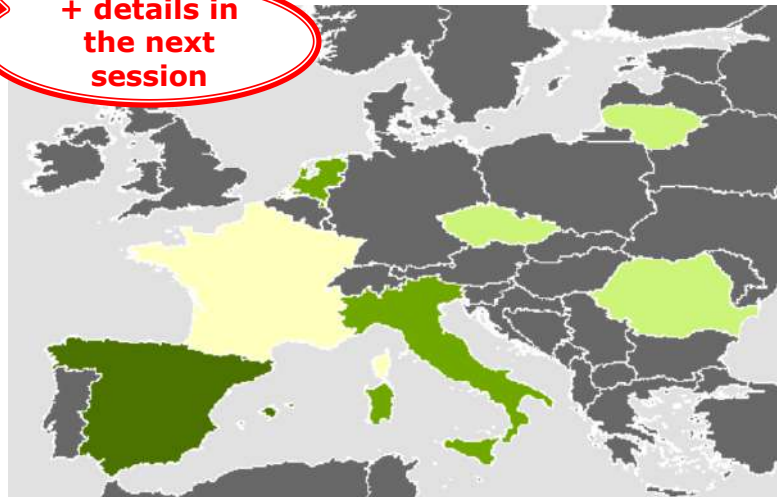 + details in
the next
session